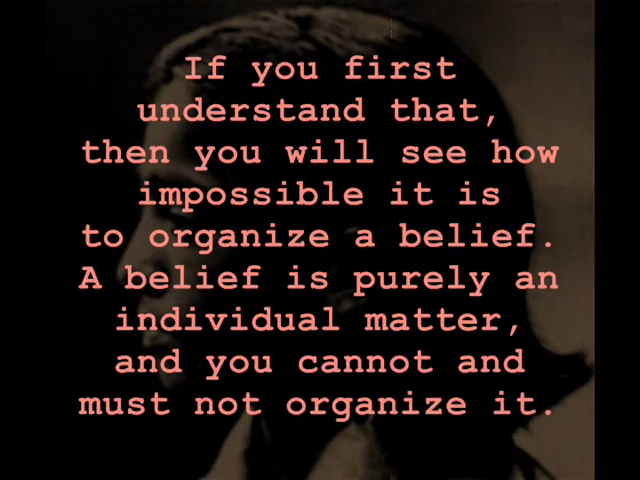 If you first
understand that,
then you will see how
impossible it is
to organize a belief.
A belief is purely an
individual matter,
and you cannot and
must not organize it.